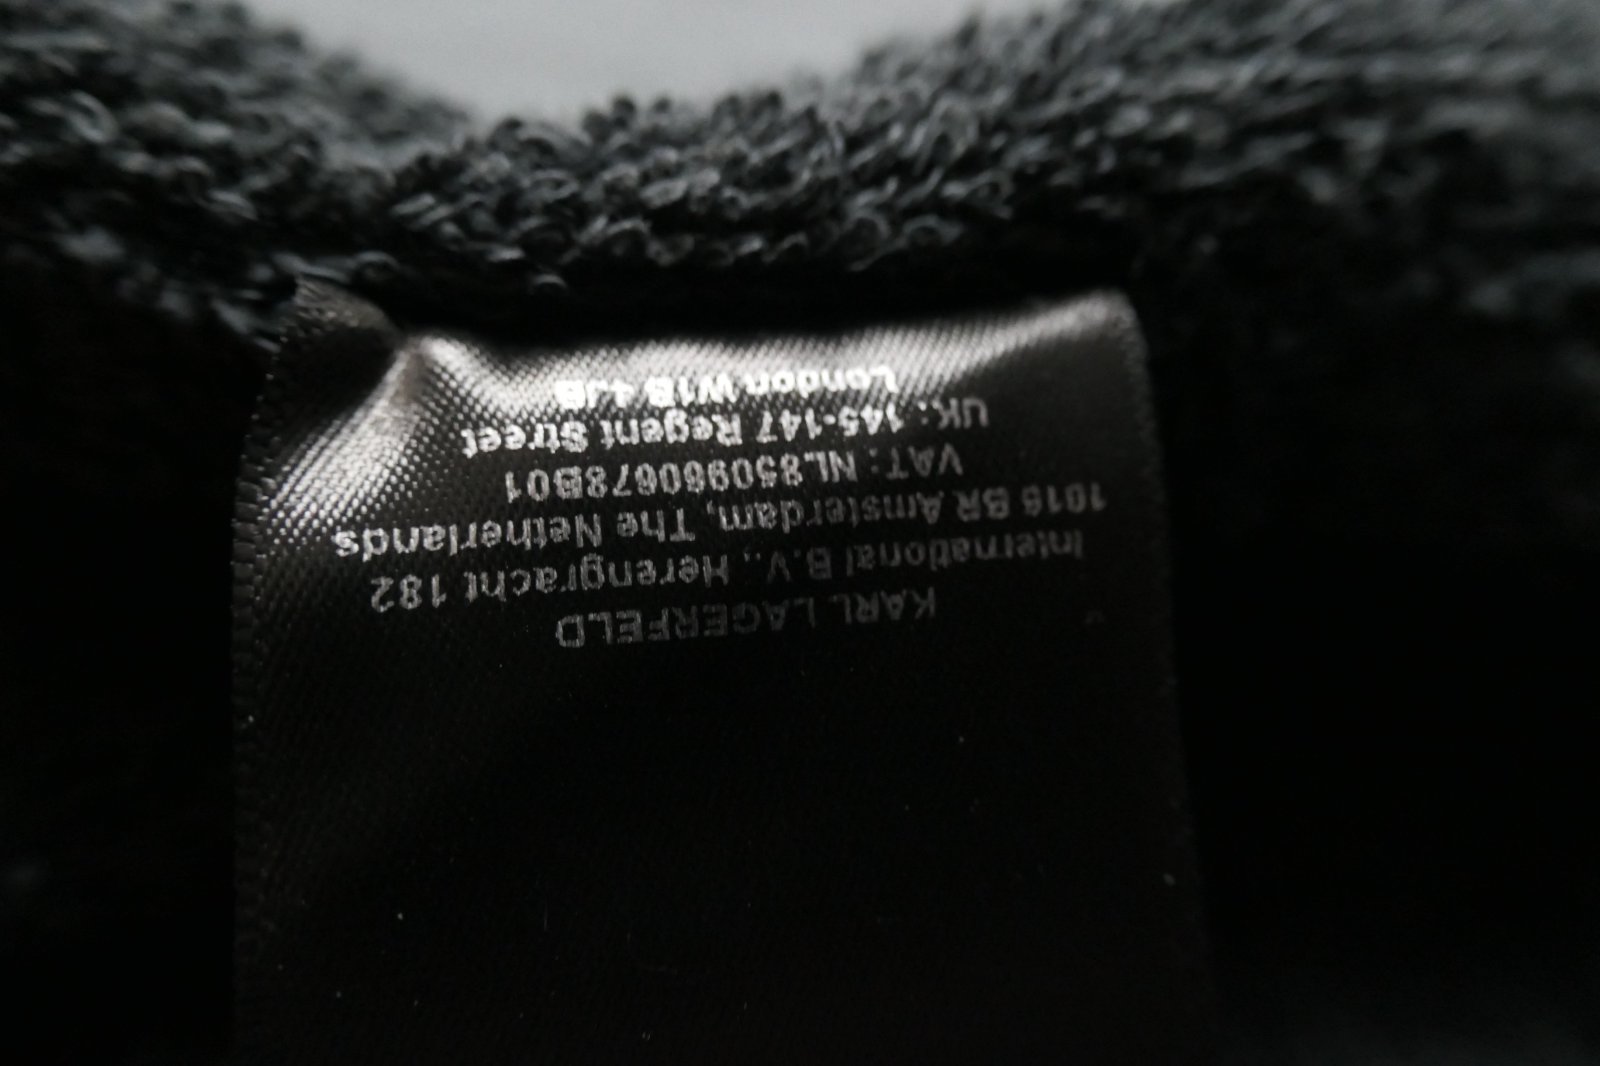 KARL LAGERFELD
International B.V., Herengracht 182
1016 BR Amsterdam, The Netherlands
VAT: NL850960678B01
UK: 145-147 Regent Street
London W1B 4JB